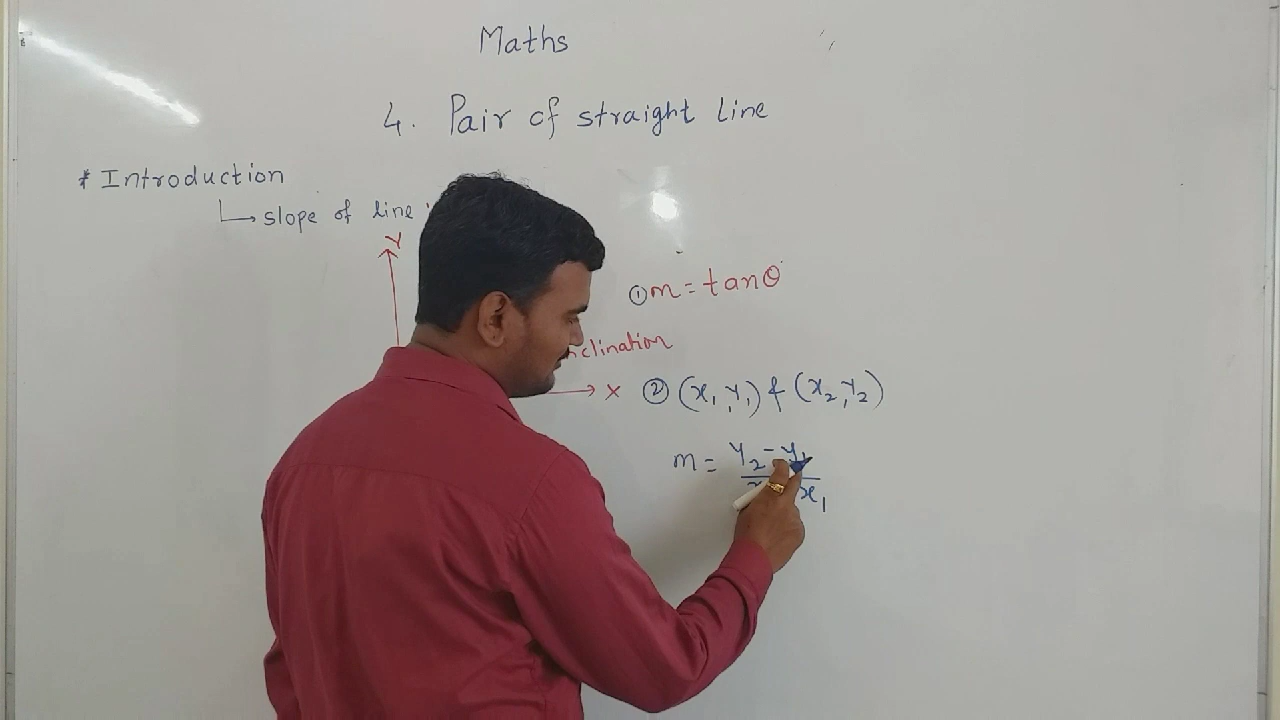 Maths
4. Pair of straight line
* Introduction
slope of line
Y
① m = tanθ
inclination
X
② (x₁, y₁) & (x₂, y₂)
m = y₂ - y₁
x₁